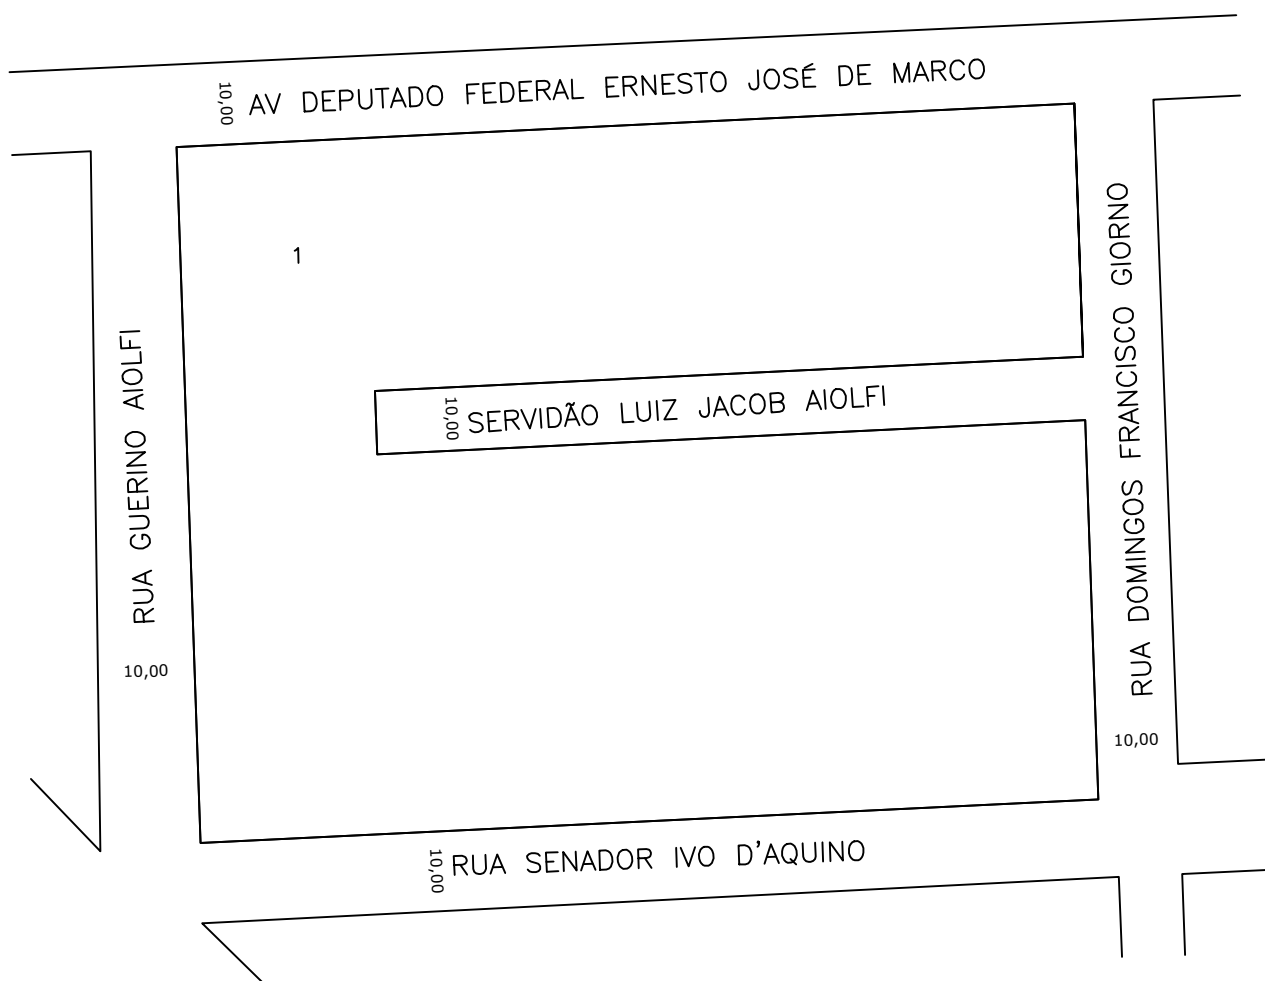 10,00
AV DEPUTADO FEDERAL ERNESTO JOSÉ DE MARCO
1
RUA GUERINO AIOLFI
10,00
10,00
SERVIDÃO LUIZ JACOB AIOLFI
RUA DOMINGOS FRANCISCO GIORNO
10,00
10,00
RUA SENADOR IVO D'AQUINO